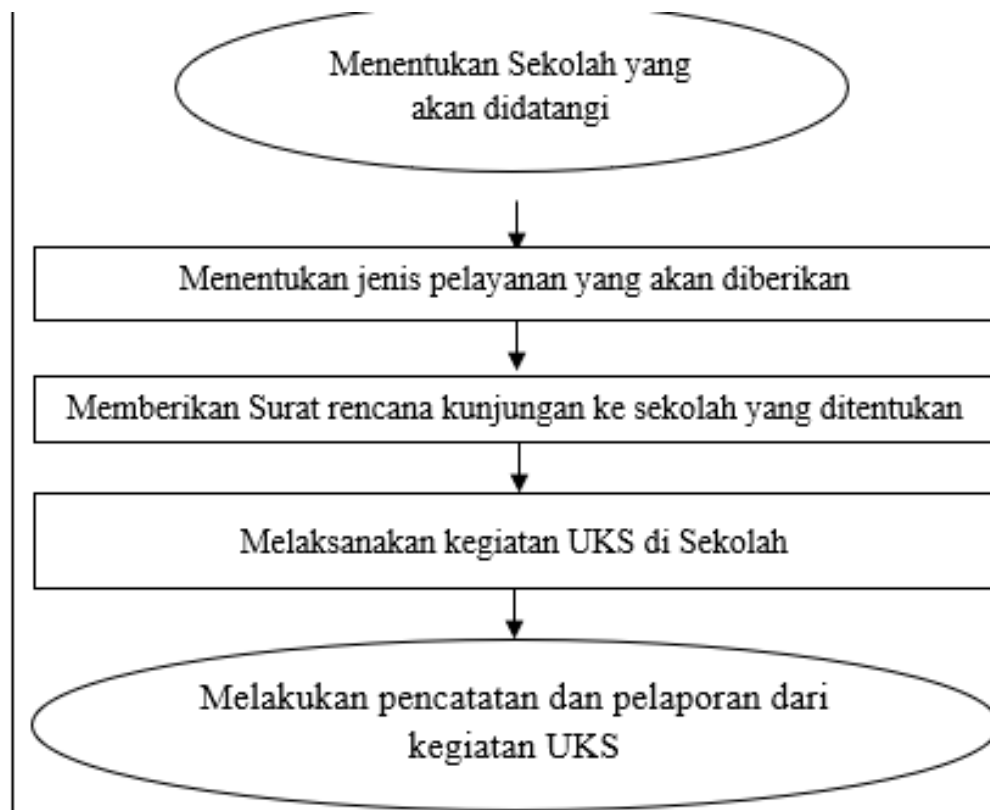 Menentukan Sekolah yang
akan didatangi
Menentukan jenis pelayanan yang akan diberikan
Memberikan Surat rencana kunjungan ke sekolah yang ditentukan
Melaksanakan kegiatan UKS di Sekolah
Melakukan pencatatan dan pelaporan dari
kegiatan UKS